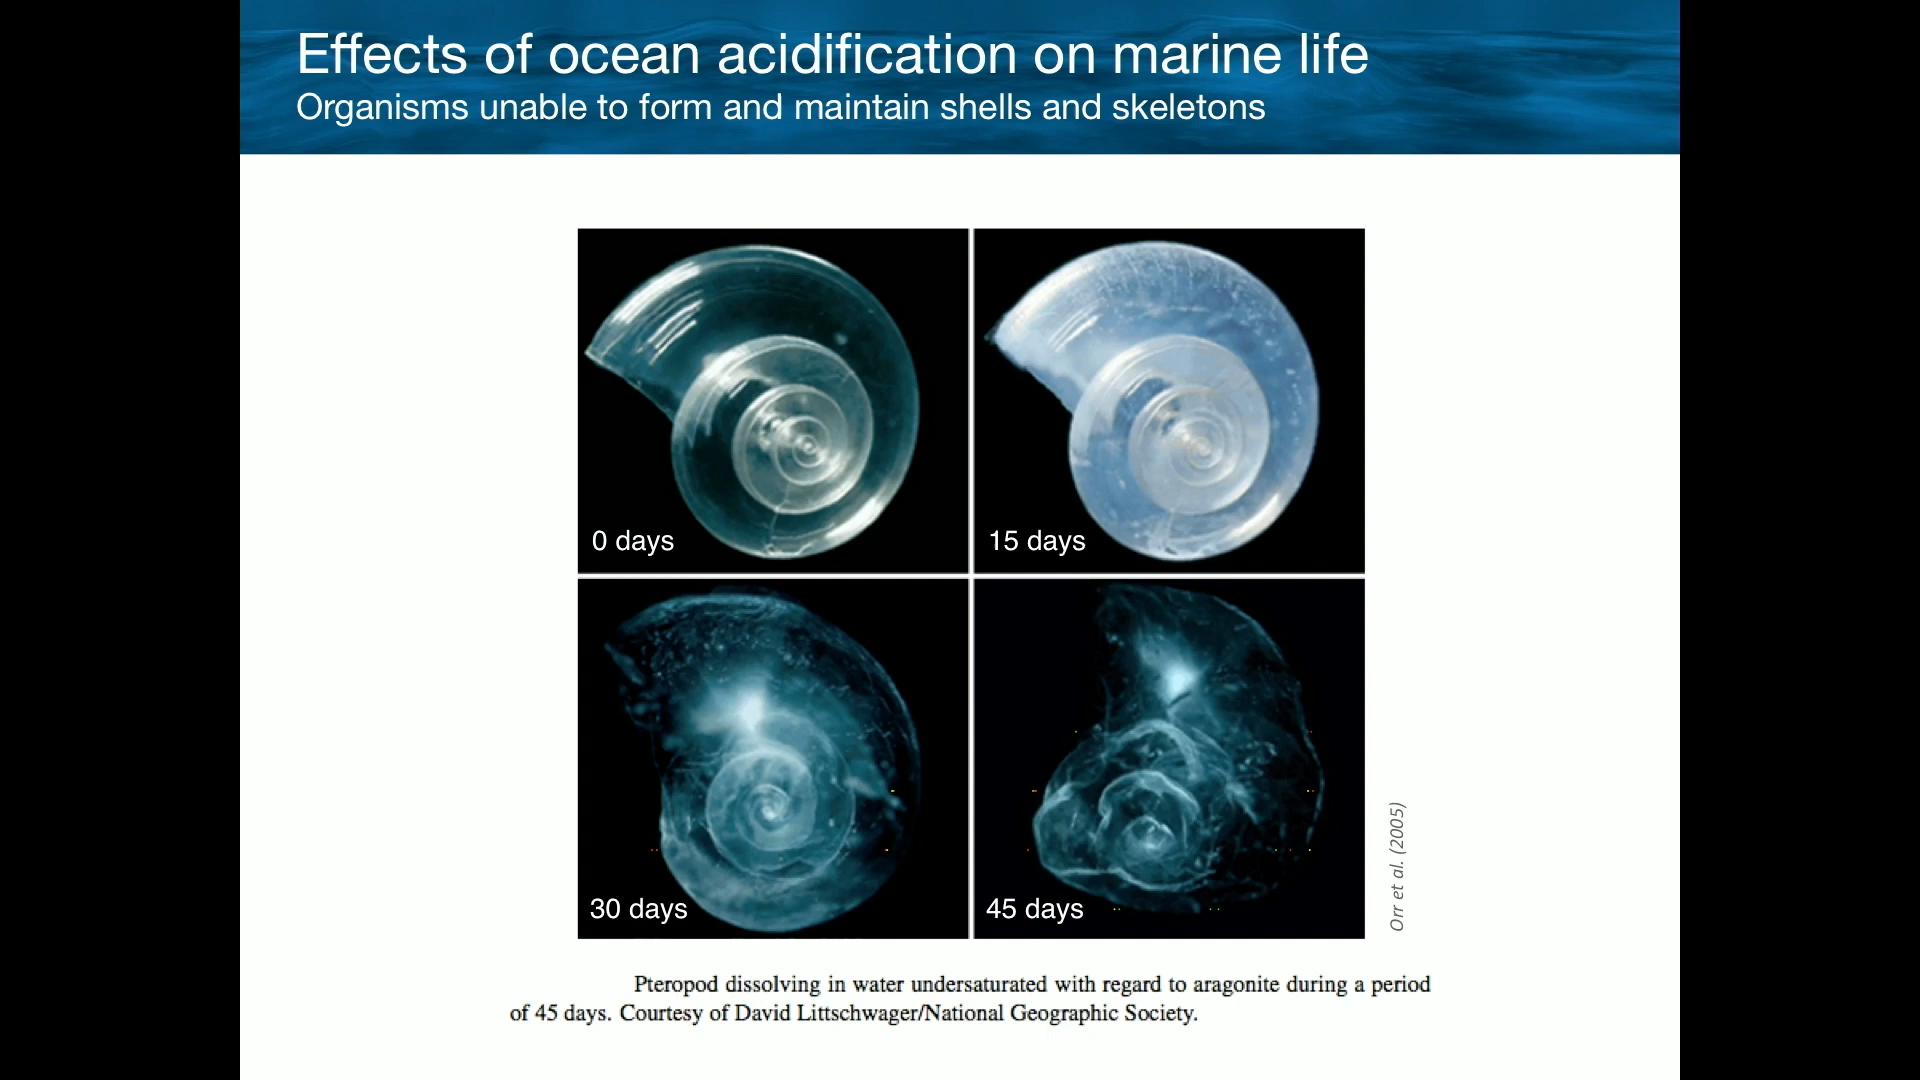 Effects of ocean acidification on marine life
Organisms unable to form and maintain shells and skeletons
0 days
15 days
30 days
45 days
Orr et al. (2005)
Pteropod dissolving in water undersaturated with regard to aragonite during a period
of 45 days. Courtesy of David Littschwager/National Geographic Society.